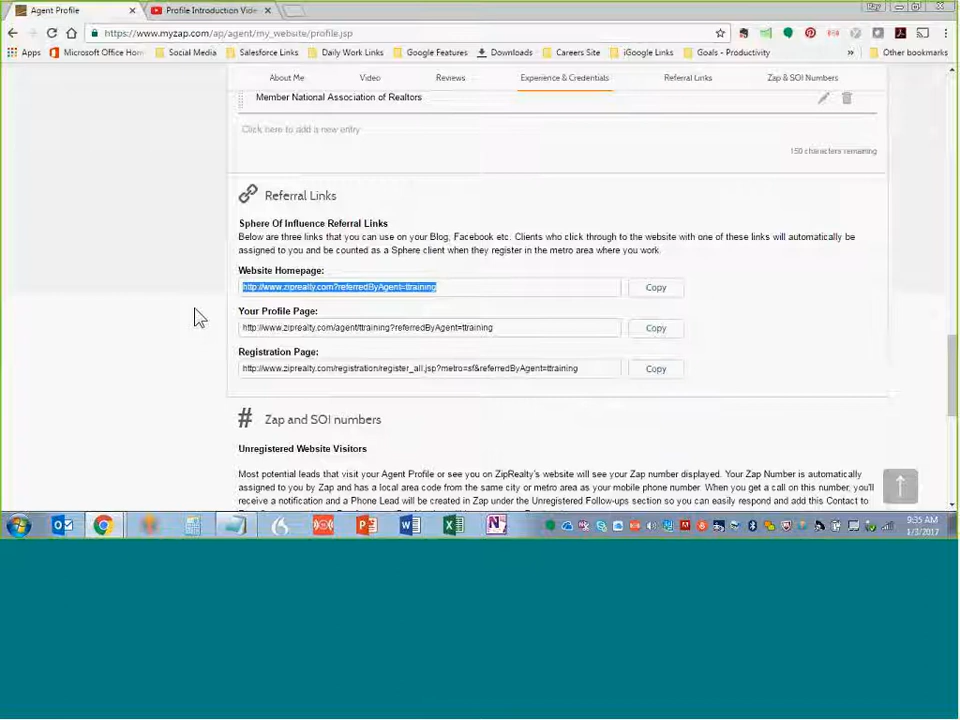 Agent Profile
Profile Introduction Vide
Ray
https://www.myzap.com/ap/agent/my_website/profile.jsp
Apps
Microsoft Office Hom
Social Media
Salesforce Links
Daily Work Links
Google Features
Downloads
Careers Site
iGoogle Links
Goals - Productivity
»
Other bookmarks
About Me
Video
Reviews
Experience & Credentials
Referral Links
Zap & SOI Numbers
Member National Association of Realtors
Click here to add a new entry
150 characters remaining
Referral Links
Sphere Of Influence Referral Links
Below are three links that you can use on your Blog, Facebook etc. Clients who click through to the website with one of these links will automatically be
assigned to you and be counted as a Sphere client when they register in the metro area where you work.
Website Homepage:
http://www.ziprealty.com?referredByAgent=ttraining
Copy
Your Profile Page:
http://www.ziprealty.com/agent/ttraining?referredByAgent=ttraining
Copy
Registration Page:
http://www.ziprealty.com/registration/register_all.jsp?metro=sf&referredByAgent=ttraining
Copy
# Zap and SOI numbers
Unregistered Website Visitors
Most potential leads that visit your Agent Profile or see you on ZipRealty's website will see your Zap number displayed. Your Zap Number is automatically
assigned to you by Zap and has a local area code from the same city or metro area as your mobile phone number. When you get a call on this number, you'll
receive a notification and a Phone Lead will be created in Zap under the Unregistered Follow-ups section so you can easily respond and add this Contact to
9:35 AM
1/3/2017